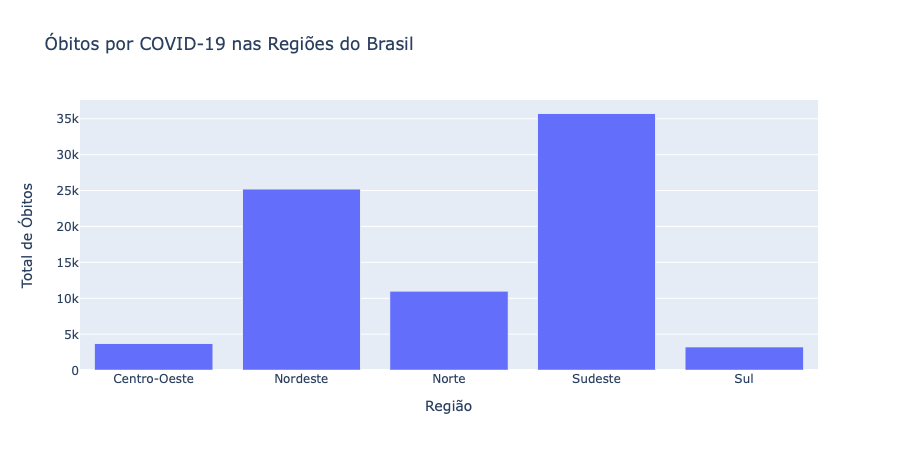 Óbitos por COVID-19 nas Regiões do Brasil
Total de Óbitos
35k
30k
25k
20k
15k
10k
5k
0
Centro-Oeste
Nordeste
Norte
Sudeste
Sul
Região